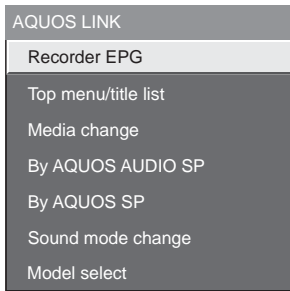 AQUOS LINK
Recorder EPG
Top menu/title list
Media change
By AQUOS AUDIO SP
By AQUOS SP
Sound mode change
Model select